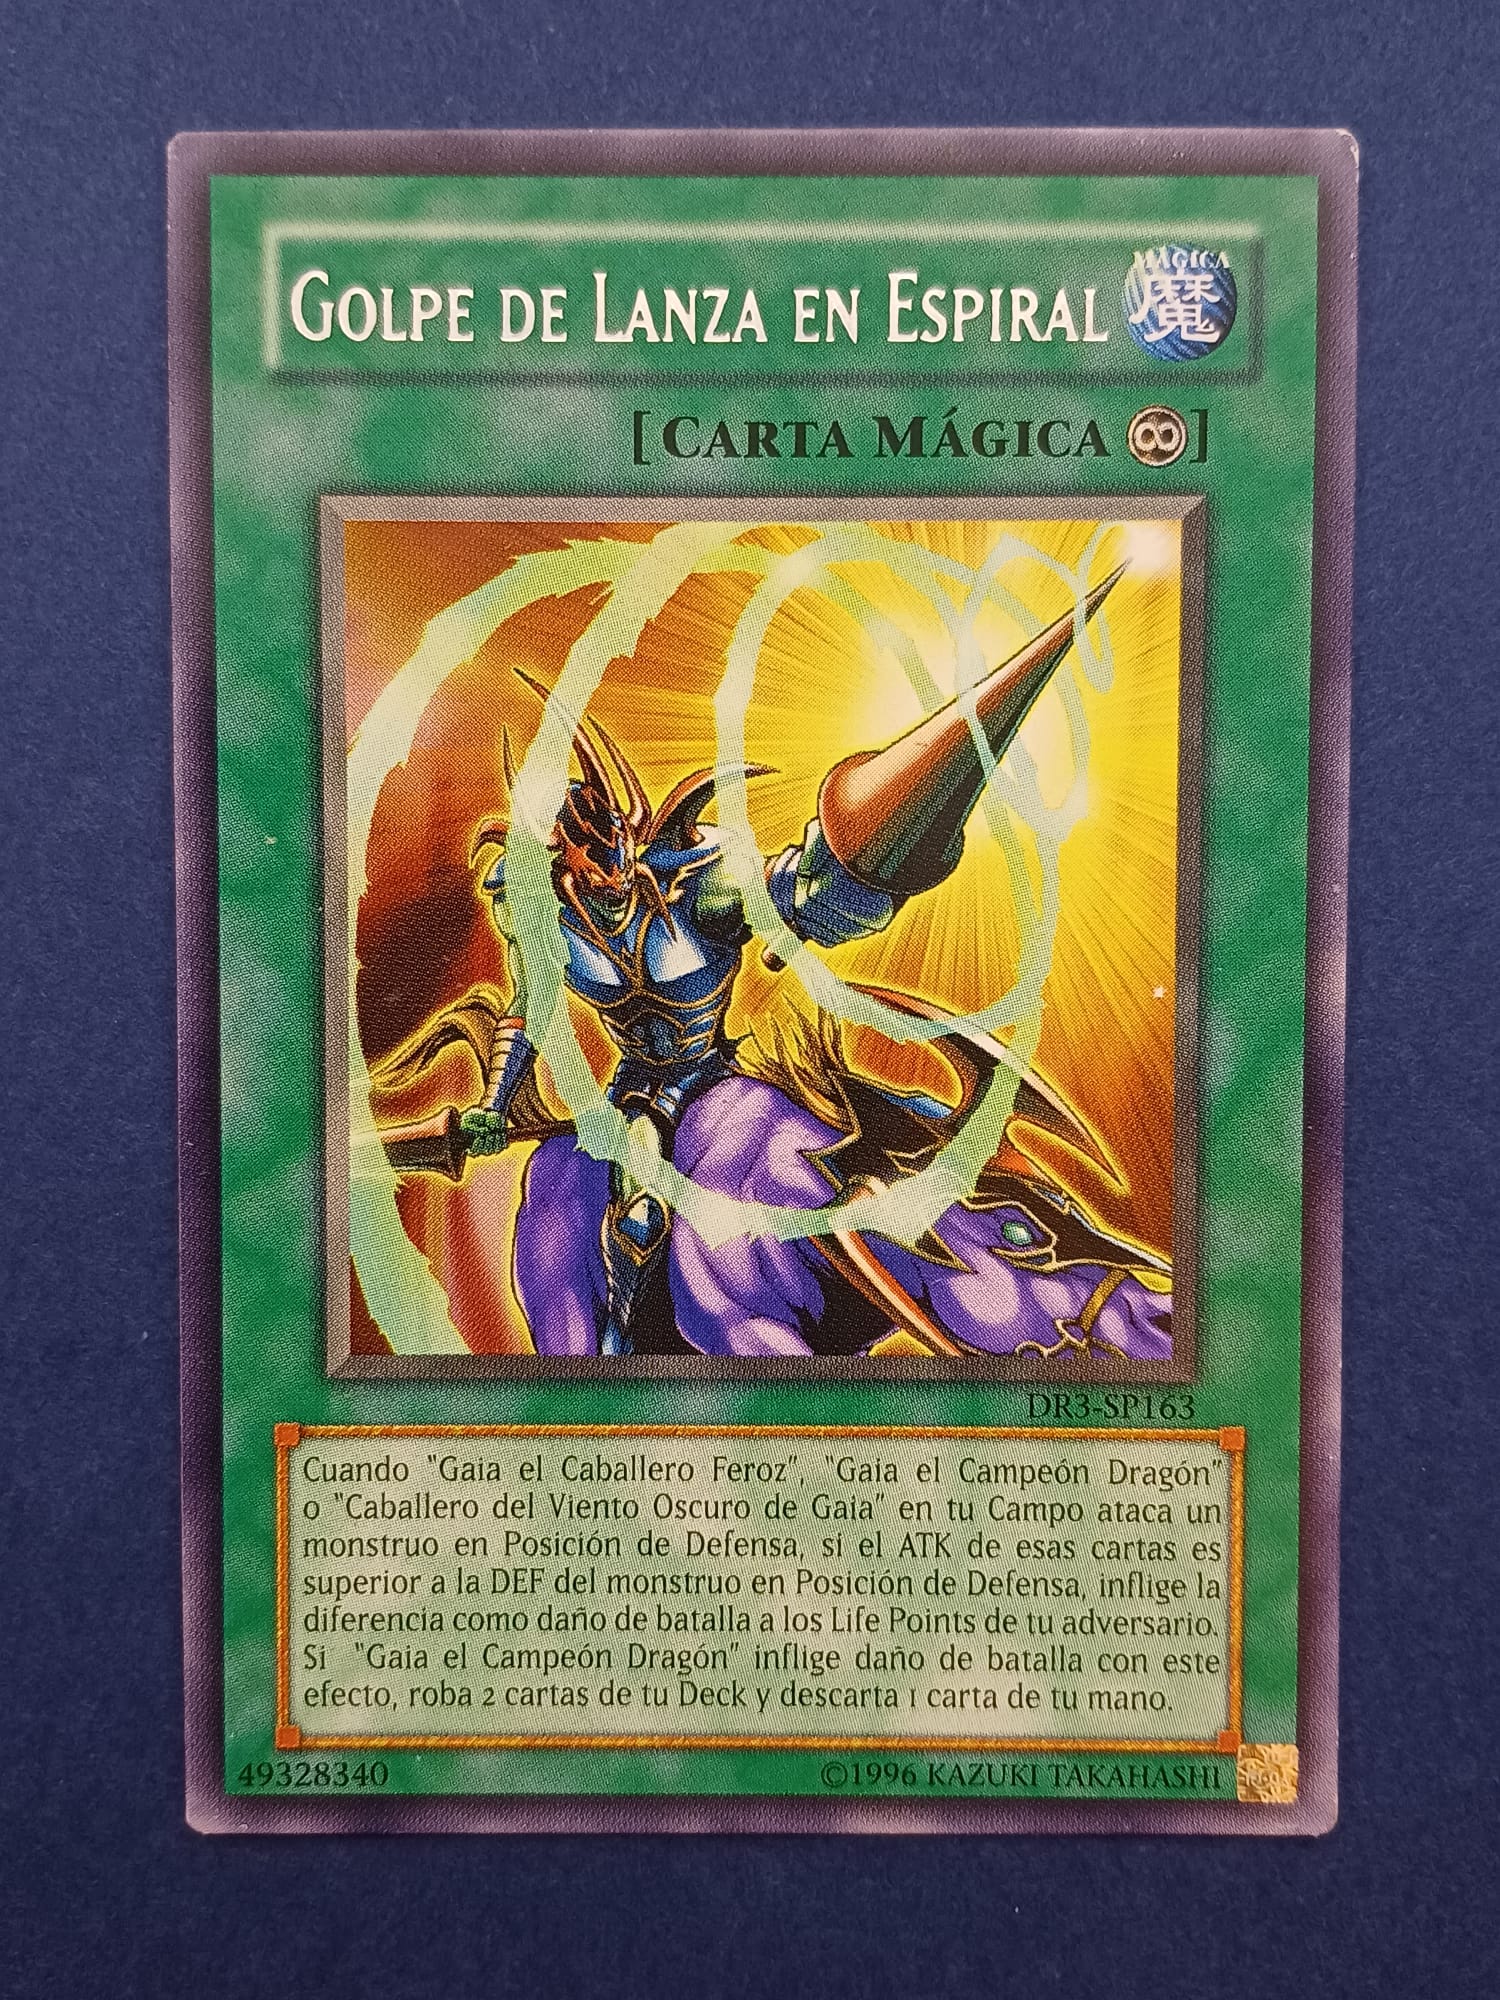 GOLPE DE LANZA EN ESPIRAL
MÁGICA
魔
[CARTA MÁGICA ]
DR3-SP163
Cuando "Gaia el Caballero Feroz", "Gaia el Campeón Dragón"
o "Caballero del Viento Oscuro de Gaia" en tu Campo ataca un
monstruo en Posición de Defensa, si el ATK de esas cartas es
superior a la DEF del monstruo en Posición de Defensa, inflige la
diferencia como daño de batalla a los Life Points de tu adversario.
Si "Gaia el Campeón Dragón" inflige daño de batalla con este
efecto, roba 2 cartas de tu Deck y descarta 1 carta de tu mano.
49328340
©1996 KAZUKI TAKAHASHI